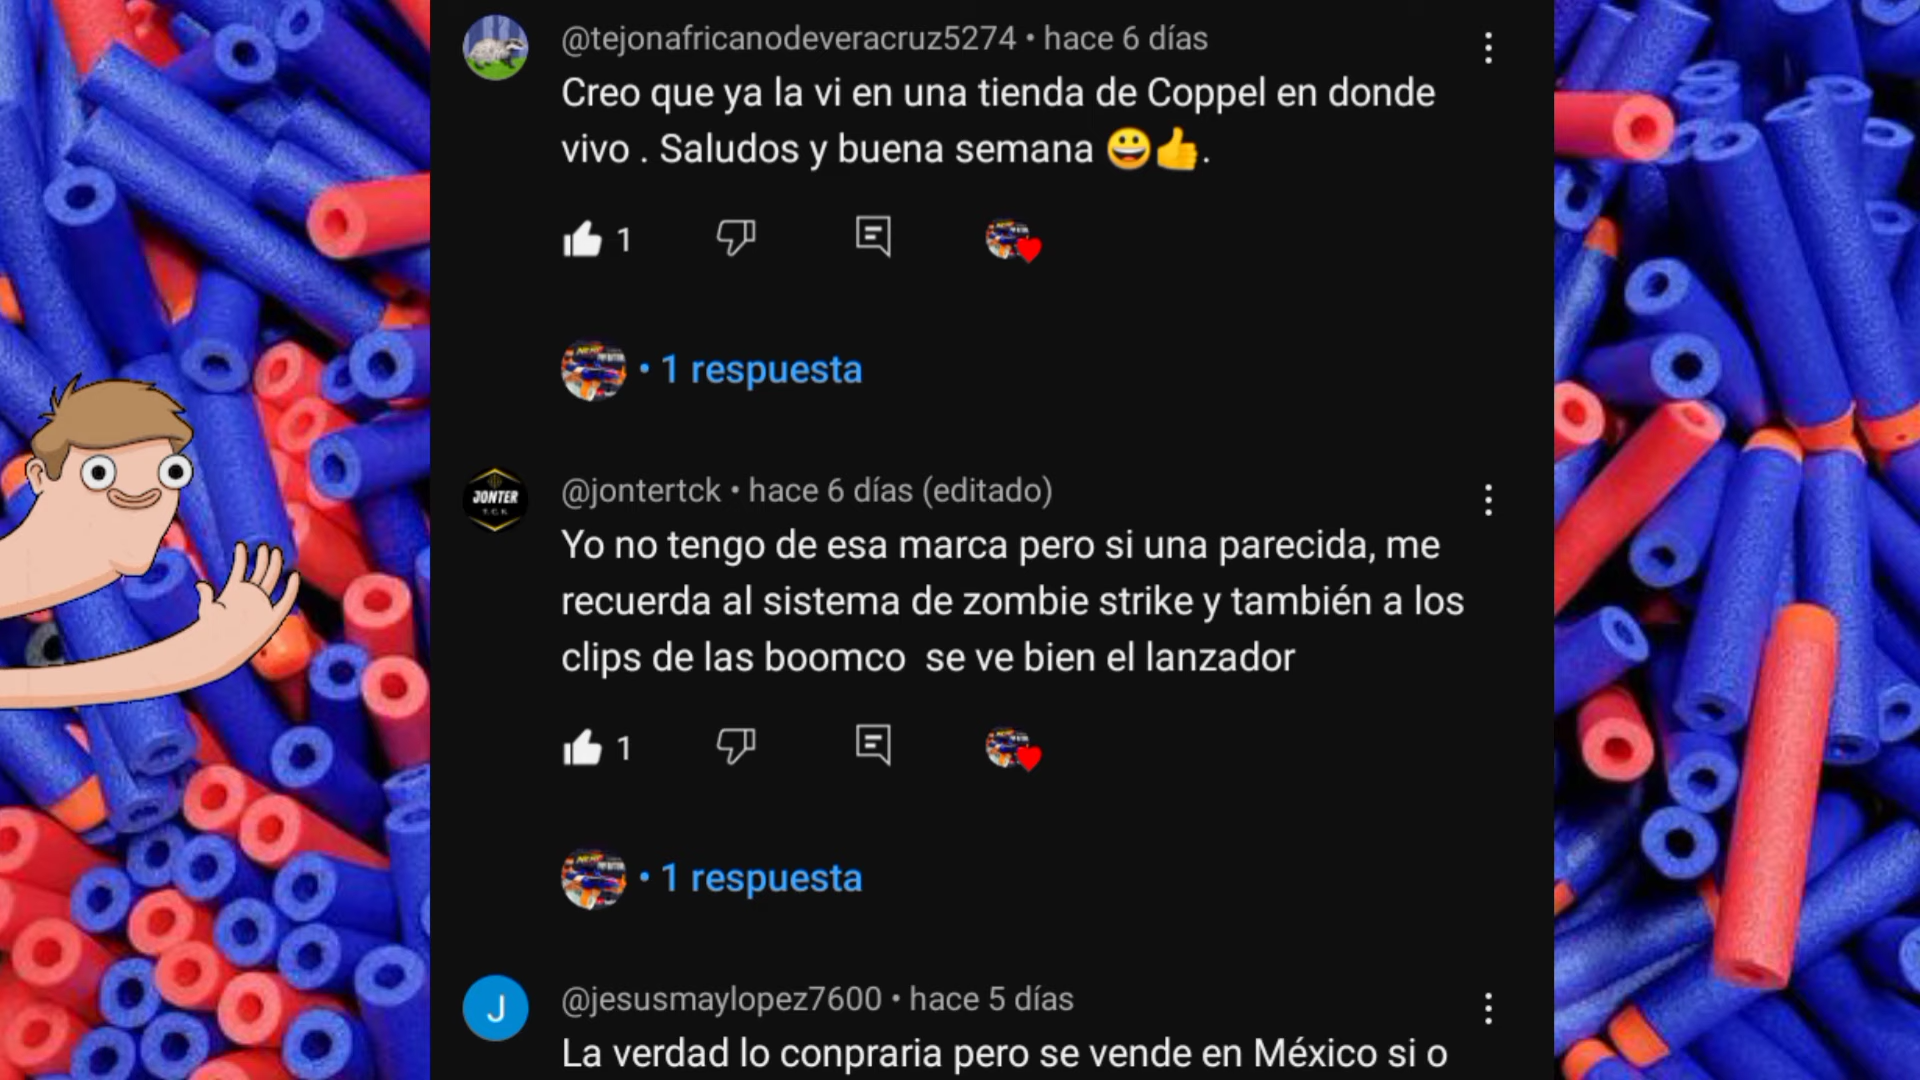 @tejonafricanodeveracruz5274 • hace 6 días
Creo que ya la vi en una tienda de Coppel en donde
vivo . Saludos y buena semana 😀👍.
1
• 1 respuesta
JONTER
T.C.K
@jontertck • hace 6 días (editado)
Yo no tengo de esa marca pero si una parecida, me
recuerda al sistema de zombie strike y también a los
clips de las boomco  se ve bien el lanzador
1
• 1 respuesta
J
@jesusmaylopez7600 • hace 5 días
La verdad lo conpraria pero se vende en México si o